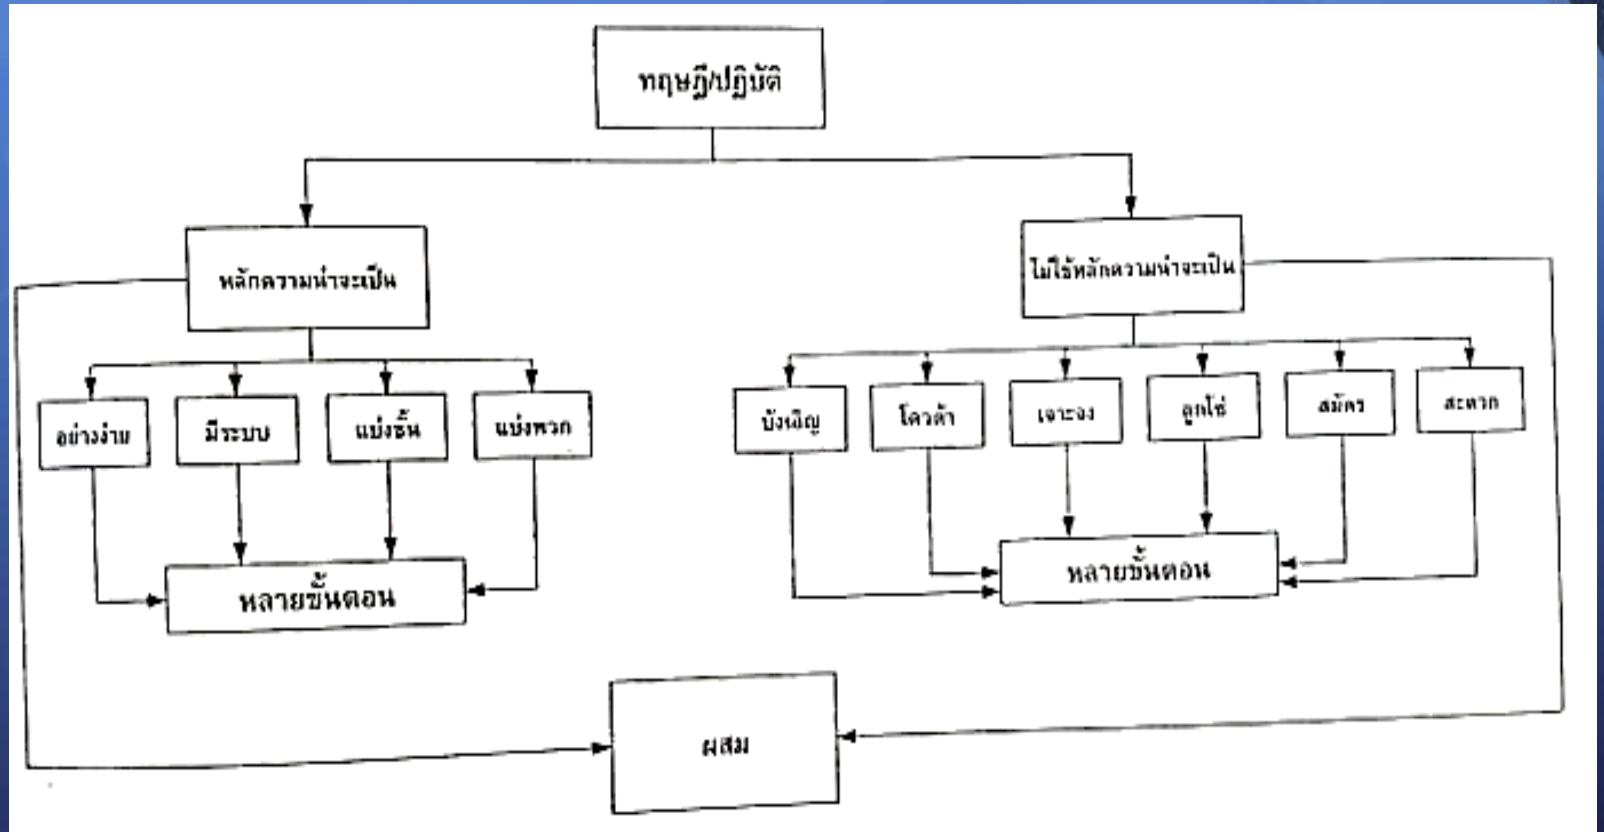 ทฤษฎี/ปฏิบัติ
หลักความน่าจะเป็น
ไม่ใช้หลักความน่าจะเป็น
อย่างง่าย
มีระบบ
แบ่งชั้น
แบ่งพวก
บังเอิญ
โควต้า
เจาะจง
ลูกโซ่
สมัคร
สะดวก
หลายขั้นตอน
หลายขั้นตอน
ผสม